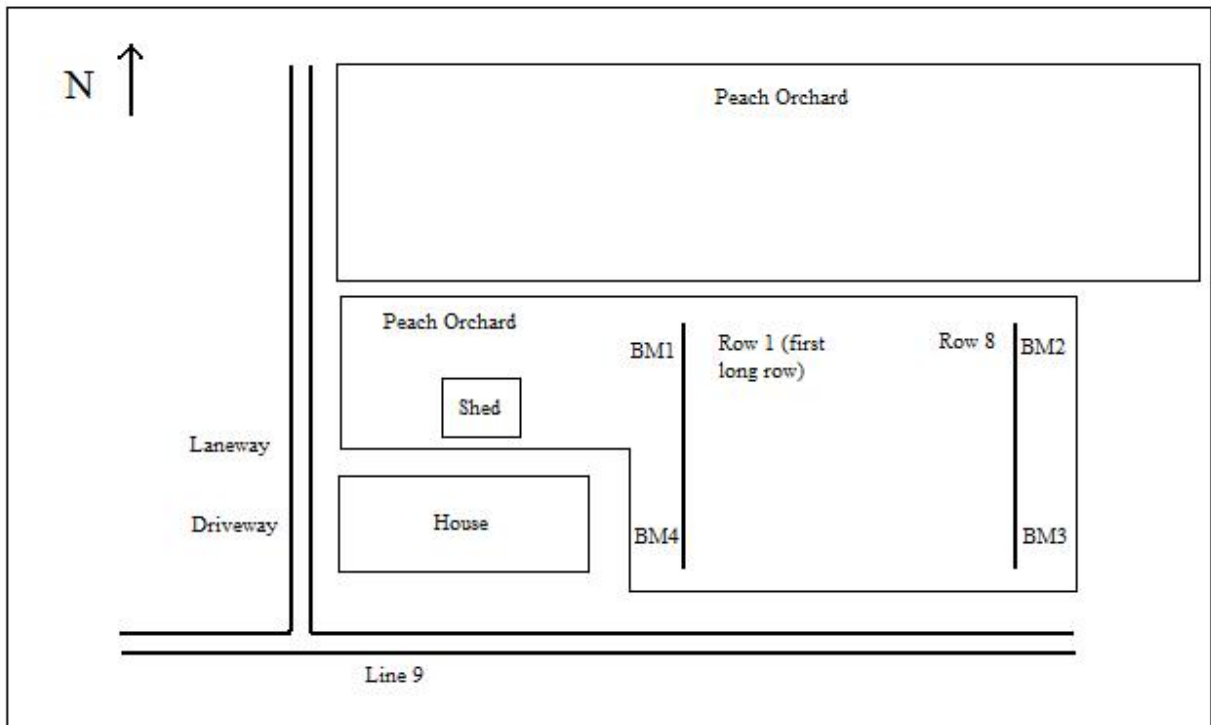 N
Peach Orchard
Peach Orchard
BM1
Row 1 (first
long row)
Row 8
BM2
Shed
Laneway
Driveway
House
BM4
BM3
Line 9